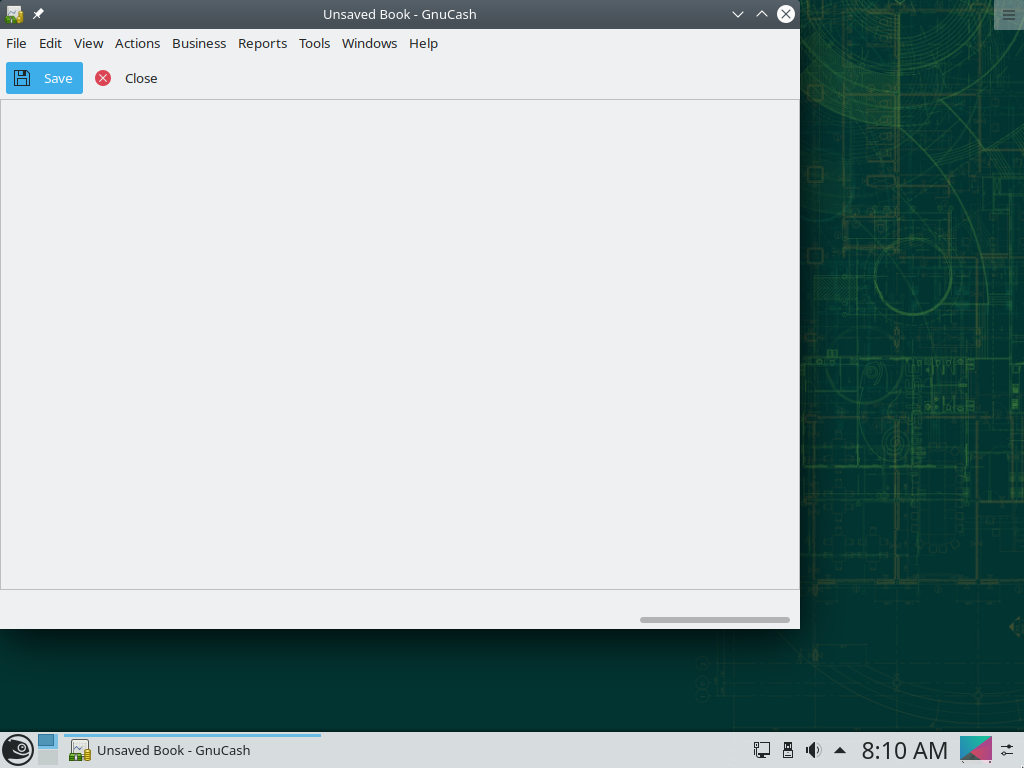 Unsaved Book - GnuCash
File Edit View Actions Business Reports Tools Windows Help
Save Close
Unsaved Book - GnuCash
8:10 AM